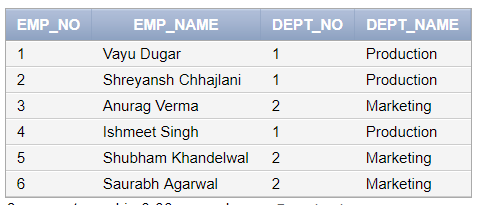 EMP_NO EMP_NAME DEPT_NO DEPT_NAME
1 Vayu Dugar 1 Production
2 Shreyansh Chhajlani 1 Production
3 Anurag Verma 2 Marketing
4 Ishmeet Singh 1 Production
5 Shubham Khandelwal 2 Marketing
6 Saurabh Agarwal 2 Marketing